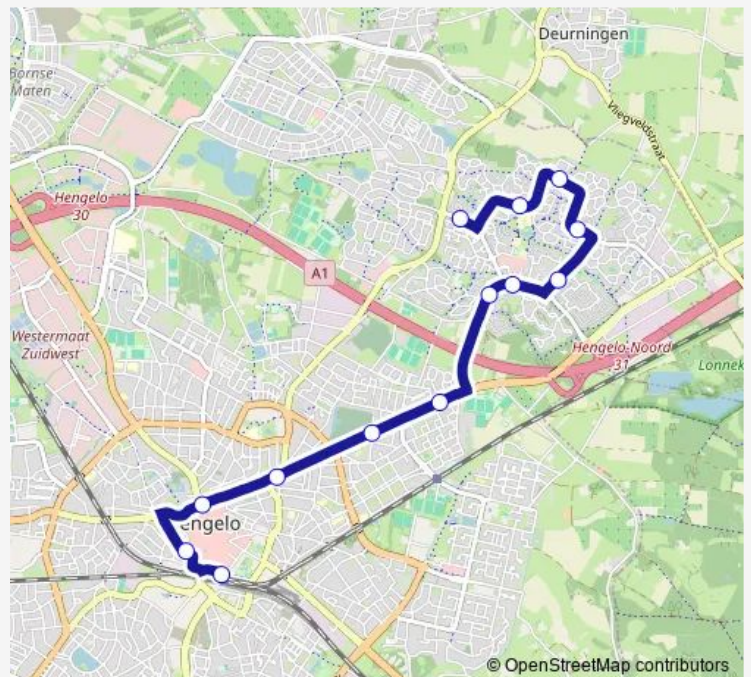 Deurningen
Bornse
Maten
Vliegveldstraat
Hengelo
30
A1
Westermaat
Zuidwest
Hengelo-Noord
31
Lonnek
engelo
© OpenStreetMap contributors